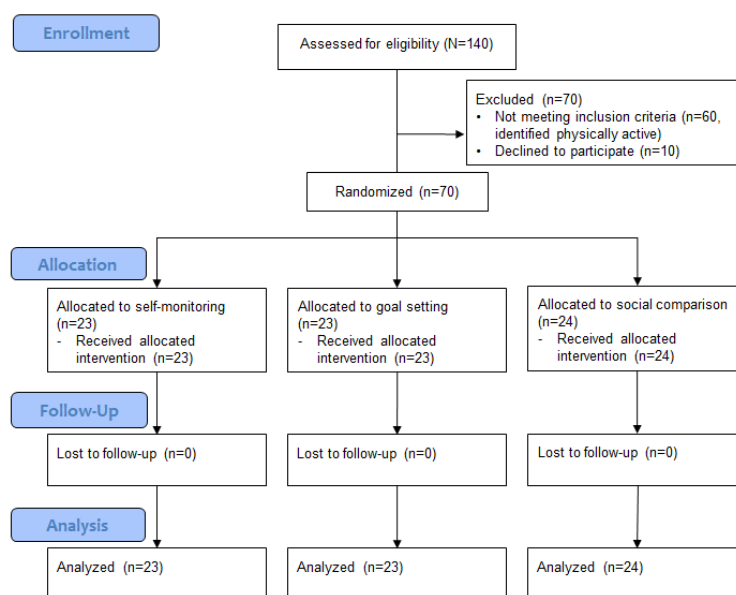 Enrollment
Assessed for eligibility (N=140)
Excluded (n=70)
• Not meeting inclusion criteria (n=60,
identified physically active)
• Declined to participate (n=10)
Randomized (n=70)
Allocation
Allocated to self-monitoring
(n=23)
- Received allocated
intervention (n=23)
Allocated to goal setting
(n=23)
- Received allocated
intervention (n=23)
Allocated to social comparison
(n=24)
- Received allocated
intervention (n=24)
Follow-Up
Lost to follow-up (n=0)
Lost to follow-up (n=0)
Lost to follow-up (n=0)
Analysis
Analyzed (n=23)
Analyzed (n=23)
Analyzed (n=24)